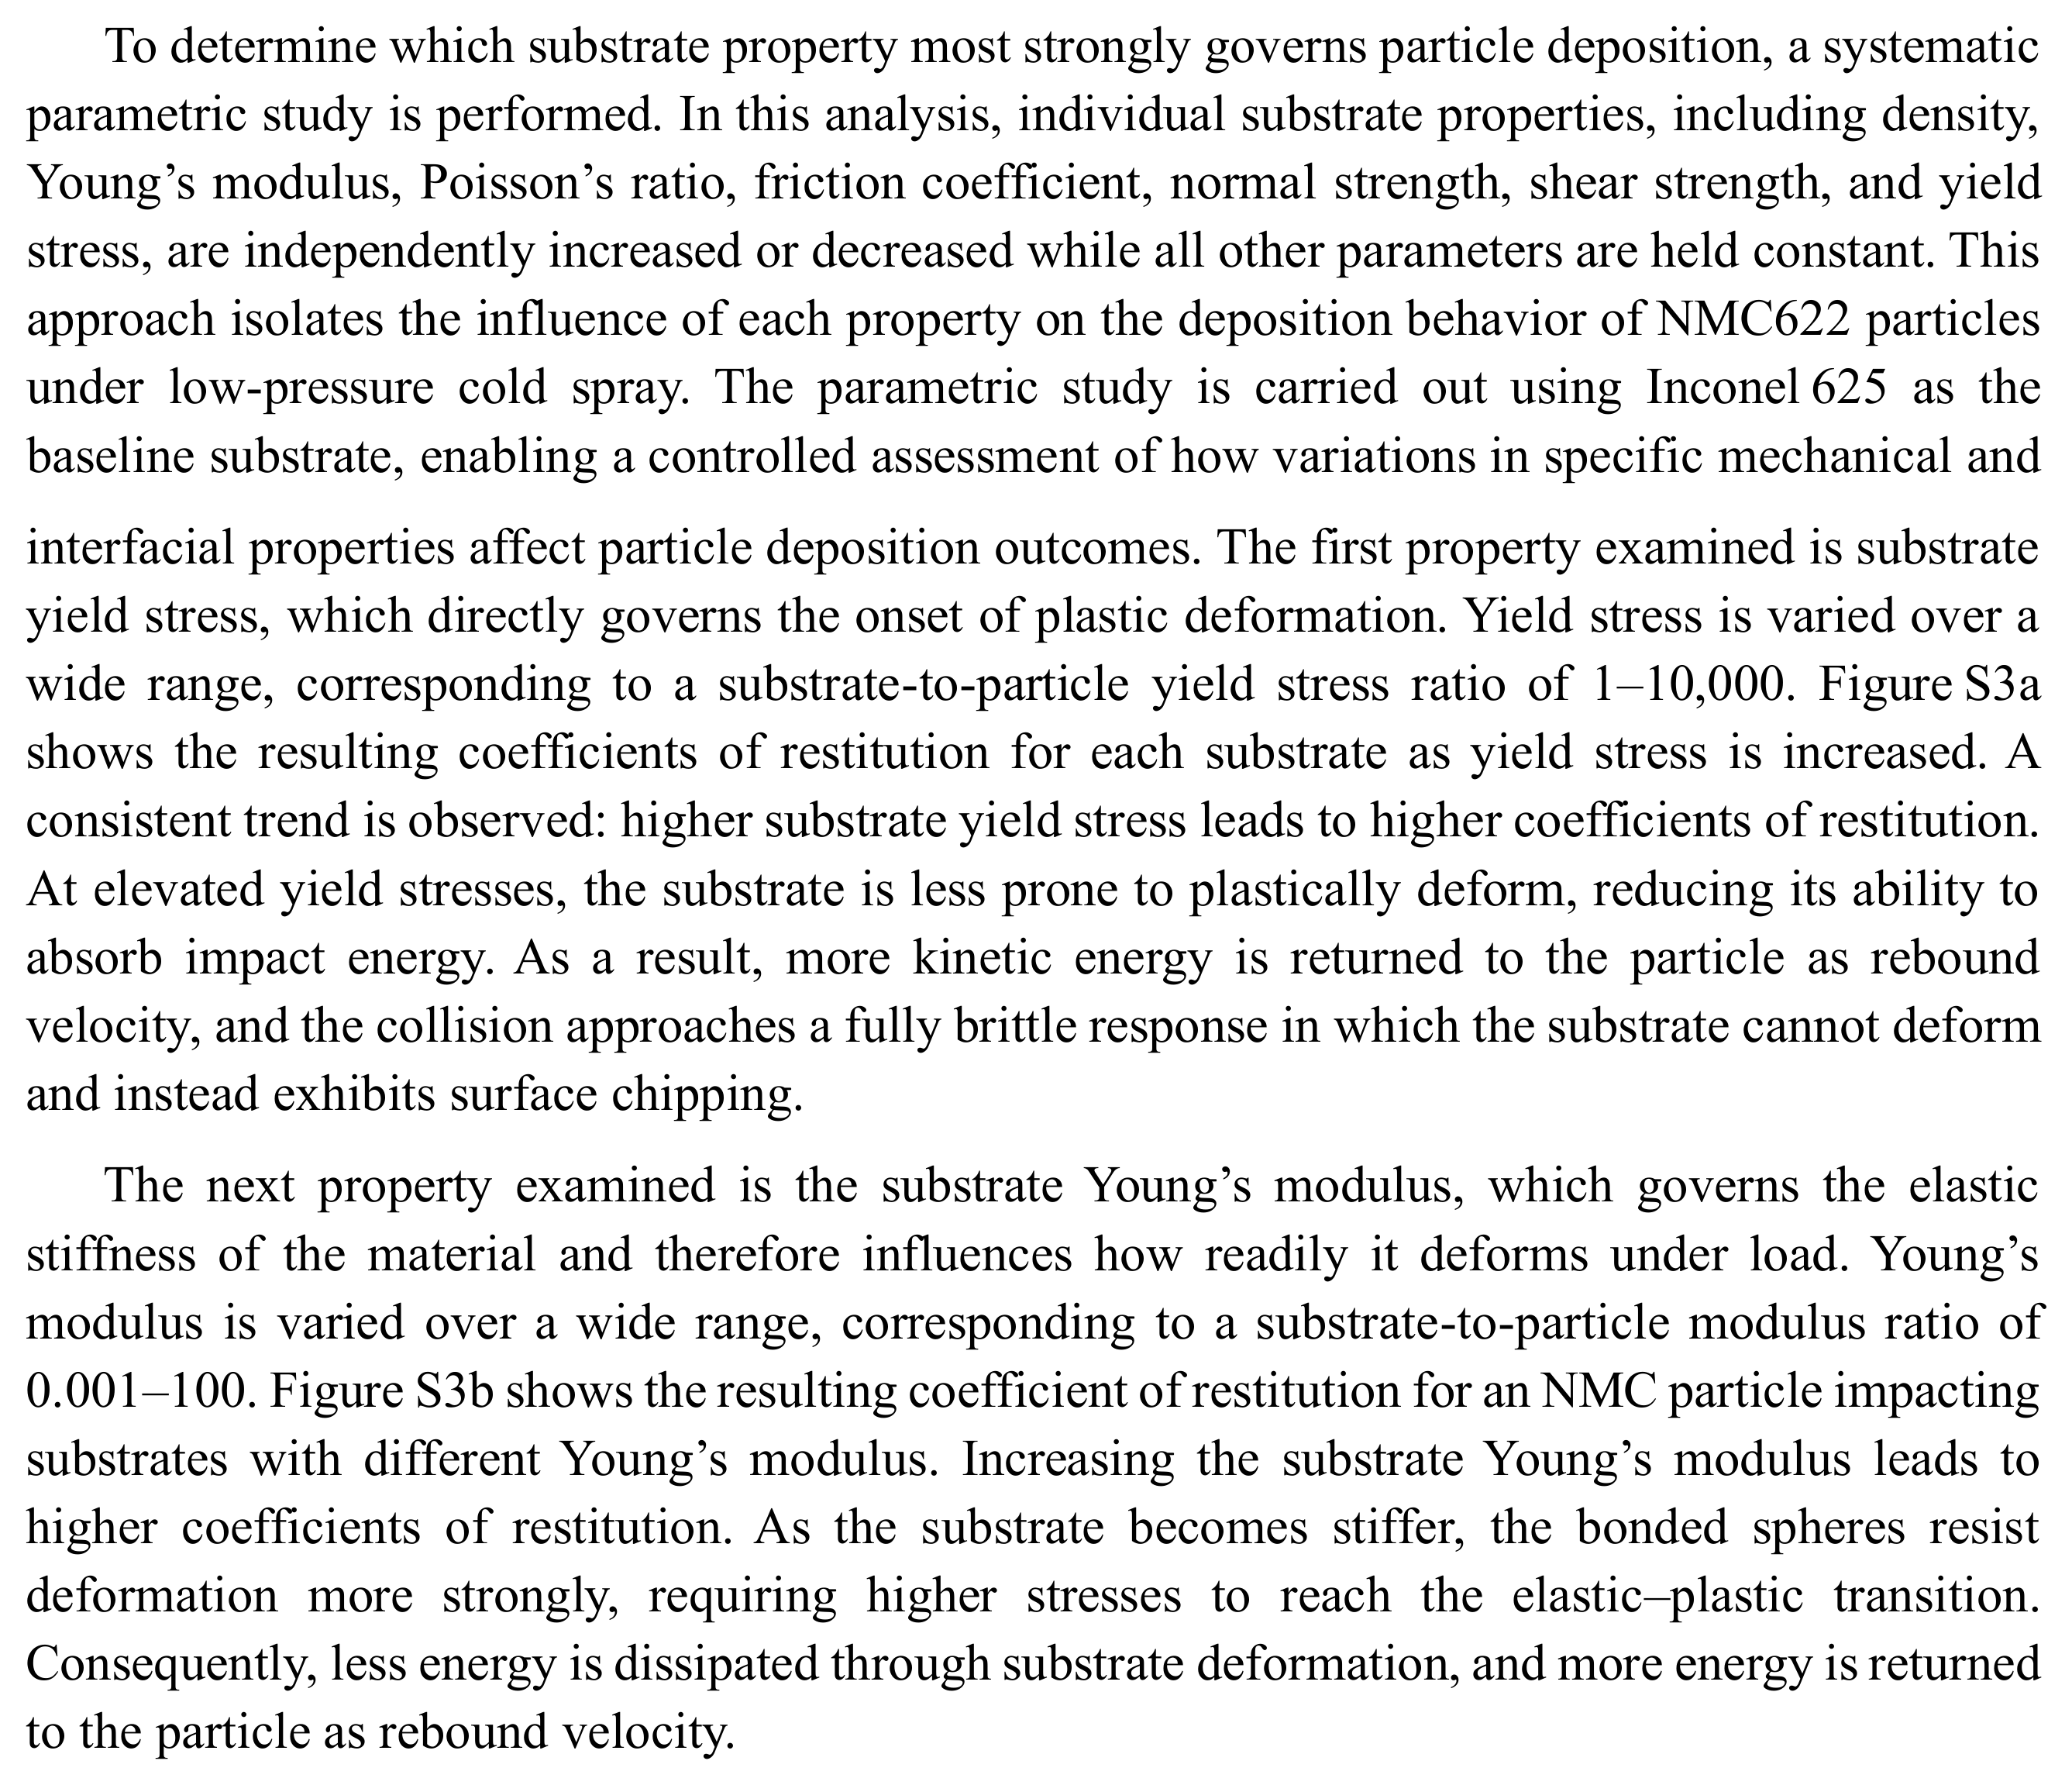 To determine which substrate property most strongly governs particle deposition, a systematic
parametric study is performed. In this analysis, individual substrate properties, including density,
Young’s modulus, Poisson’s ratio, friction coefficient, normal strength, shear strength, and yield
stress, are independently increased or decreased while all other parameters are held constant. This
approach isolates the influence of each property on the deposition behavior of NMC622 particles
under low-pressure cold spray. The parametric study is carried out using Inconel 625 as the
baseline substrate, enabling a controlled assessment of how variations in specific mechanical and
interfacial properties affect particle deposition outcomes. The first property examined is substrate
yield stress, which directly governs the onset of plastic deformation. Yield stress is varied over a
wide range, corresponding to a substrate-to-particle yield stress ratio of 1–10,000. Figure S3a
shows the resulting coefficients of restitution for each substrate as yield stress is increased. A
consistent trend is observed: higher substrate yield stress leads to higher coefficients of restitution.
At elevated yield stresses, the substrate is less prone to plastically deform, reducing its ability to
absorb impact energy. As a result, more kinetic energy is returned to the particle as rebound
velocity, and the collision approaches a fully brittle response in which the substrate cannot deform
and instead exhibits surface chipping.
The next property examined is the substrate Young’s modulus, which governs the elastic
stiffness of the material and therefore influences how readily it deforms under load. Young’s
modulus is varied over a wide range, corresponding to a substrate-to-particle modulus ratio of
0.001–100. Figure S3b shows the resulting coefficient of restitution for an NMC particle impacting
substrates with different Young’s modulus. Increasing the substrate Young’s modulus leads to
higher coefficients of restitution. As the substrate becomes stiffer, the bonded spheres resist
deformation more strongly, requiring higher stresses to reach the elastic–plastic transition.
Consequently, less energy is dissipated through substrate deformation, and more energy is returned
to the particle as rebound velocity.